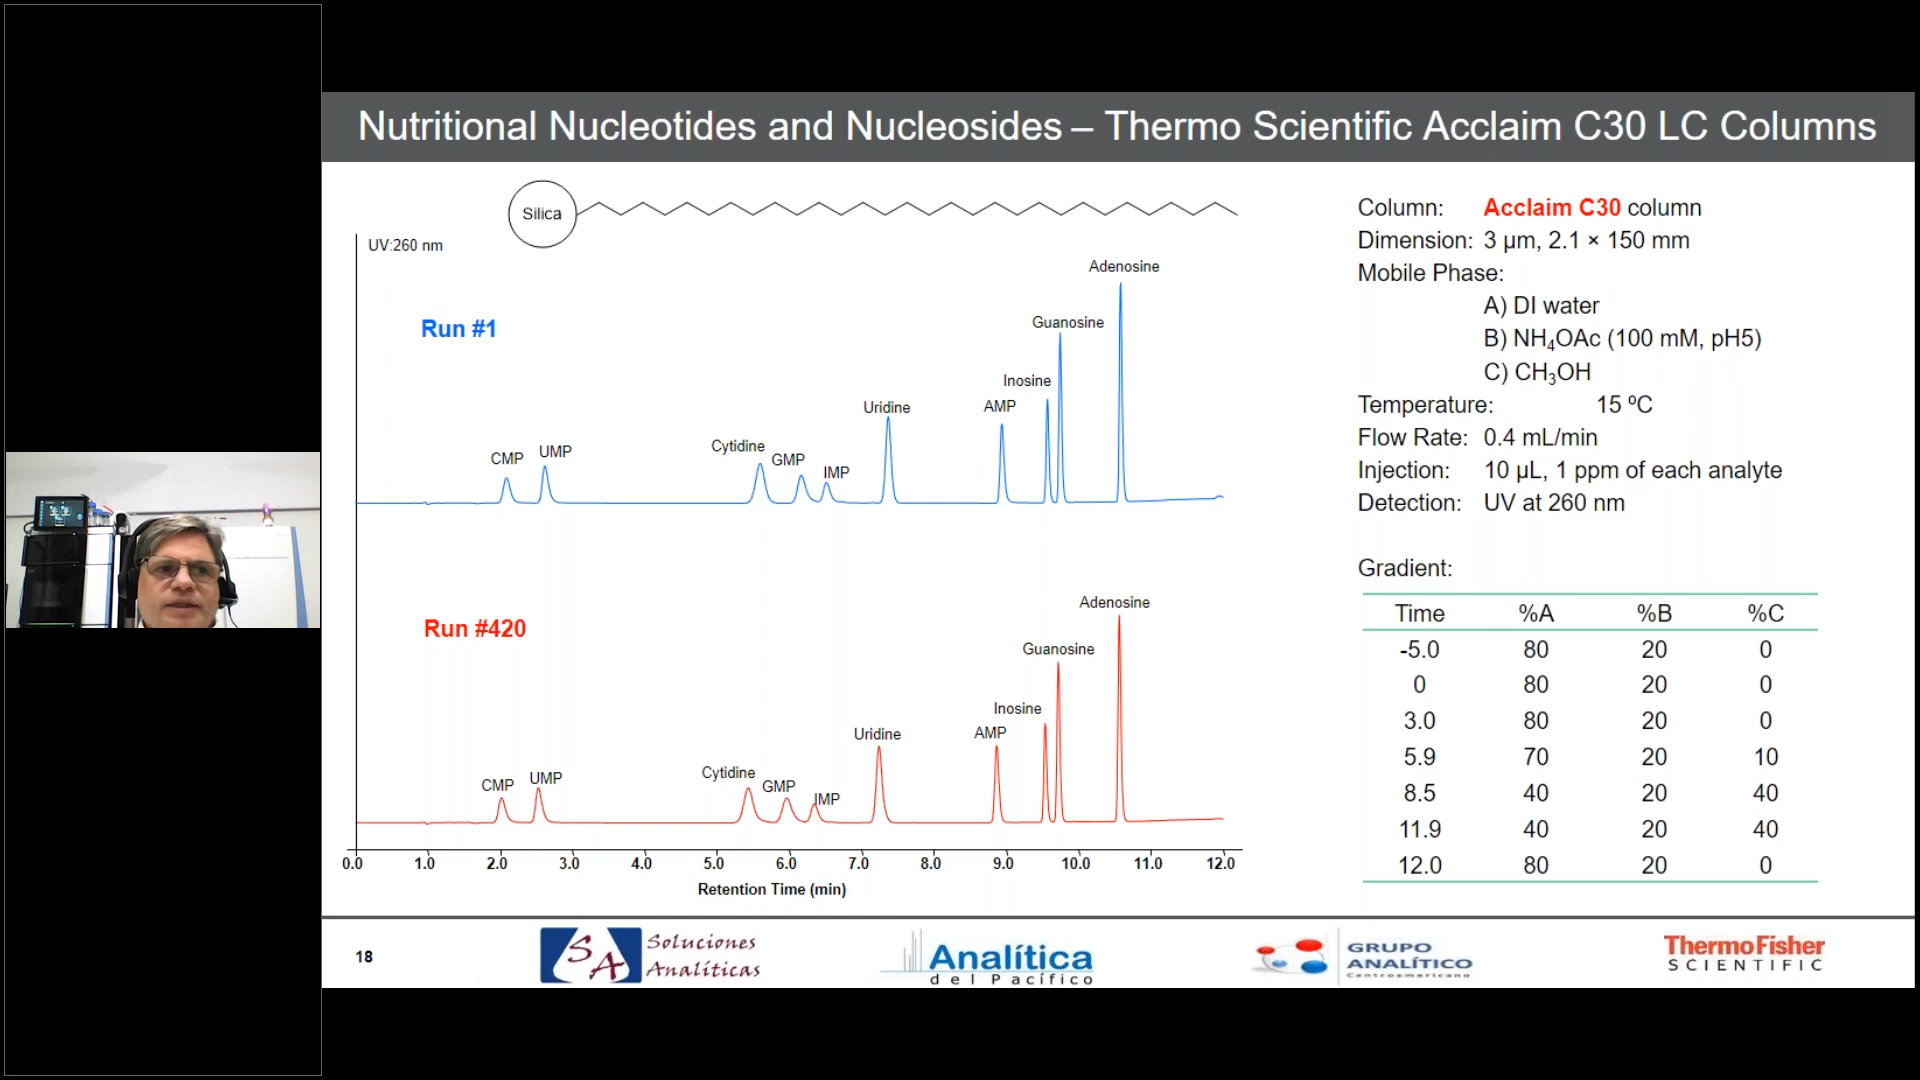 Nutritional Nucleotides and Nucleosides – Thermo Scientific Acclaim C30 LC Columns
Silica
UV:260 nm
Run #1
CMP
UMP
Cytidine
GMP
IMP
Uridine
AMP
Inosine
Guanosine
Adenosine
Run #420
CMP
UMP
Cytidine
GMP
IMP
Uridine
AMP
Inosine
Guanosine
Adenosine
0.0 1.0 2.0 3.0 4.0 5.0 6.0 7.0 8.0 9.0 10.0 11.0 12.0
Retention Time (min)
Column: Acclaim C30 column
Dimension: 3 µm, 2.1 × 150 mm
Mobile Phase:
A) DI water
B) NH₄OAc (100 mM, pH5)
C) CH₃OH
Temperature: 15 ºC
Flow Rate: 0.4 mL/min
Injection: 10 µL, 1 ppm of each analyte
Detection: UV at 260 nm
Gradient:
Time %A %B %C
-5.0 80 20 0
0 80 20 0
3.0 80 20 0
5.9 70 20 10
8.5 40 20 40
11.9 40 20 40
12.0 80 20 0
18
SA
Soluciones
Analíticas
Analítica
del Pacífico
GRUPO
ANALÍTICO
Centroamericano
ThermoFisher
SCIENTIFIC